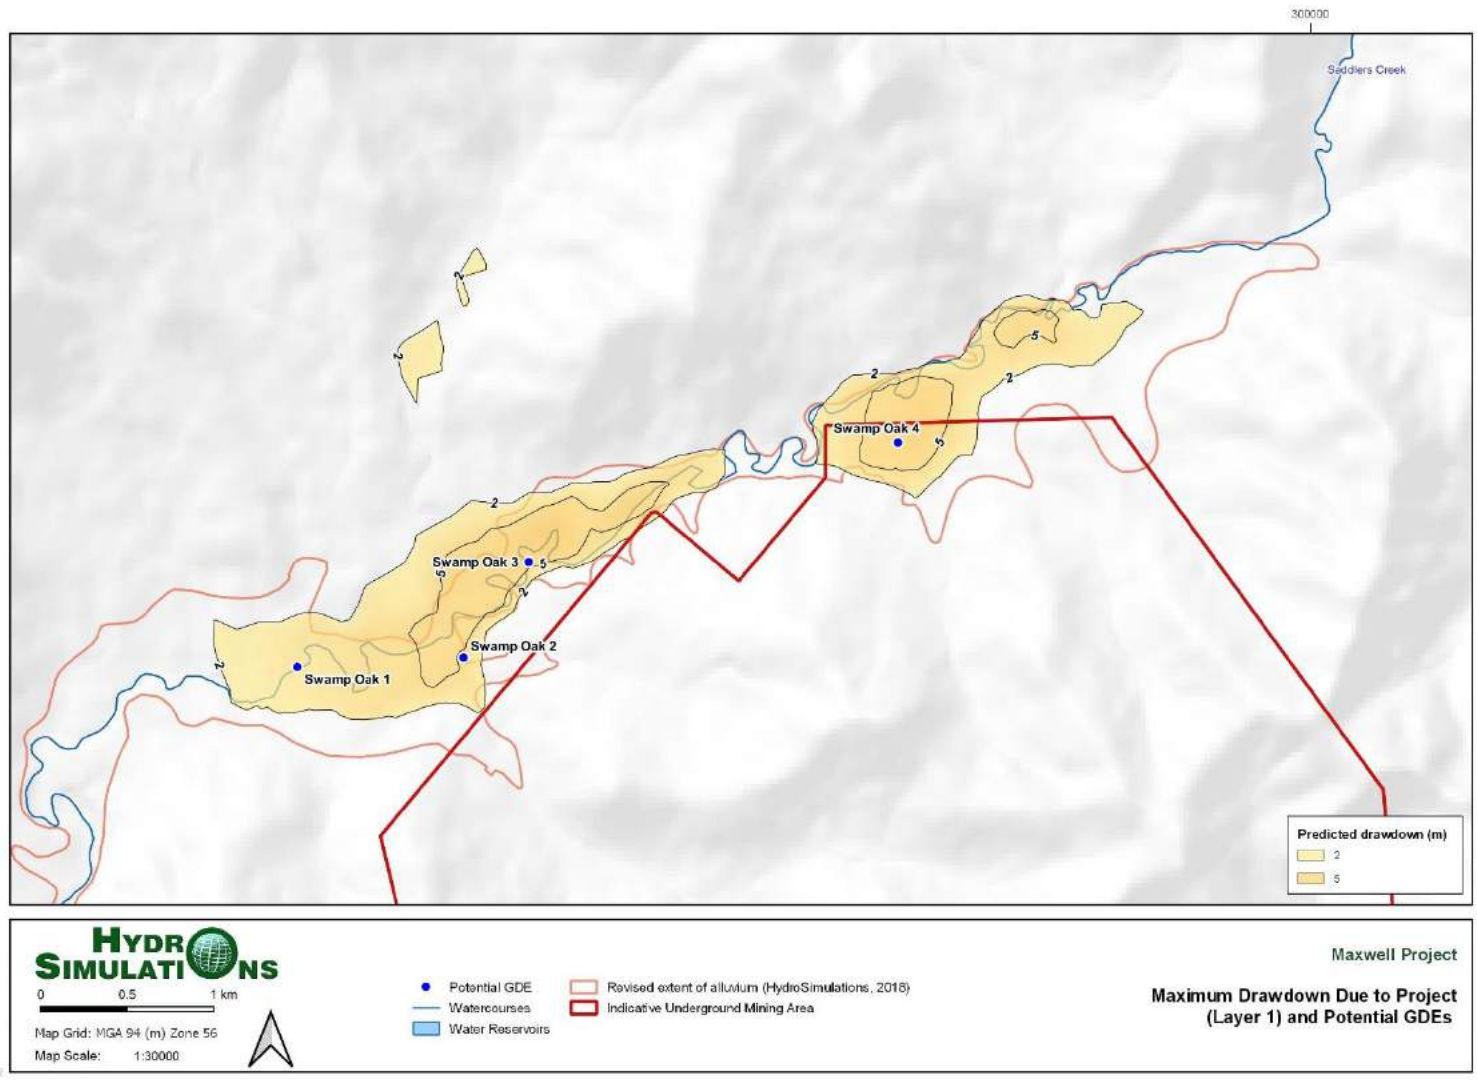 300000
Saddlers Creek
2
2
5
2
2
Swamp Oak 4
5
2
Swamp Oak 3
5
5
2
Swamp Oak 2
2
Swamp Oak 1
Predicted drawdown (m)
2
5
HYDRO
SIMULATIONS
0 0.5 1 km
Map Grid: MGA 94 (m) Zone 56
Map Scale: 1:30000
Potential GDE
Watercourses
Water Reservoirs
Revised extent of alluvium (HydroSimulations, 2018)
Indicative Underground Mining Area
Maxwell Project
Maximum Drawdown Due to Project
(Layer 1) and Potential GDEs